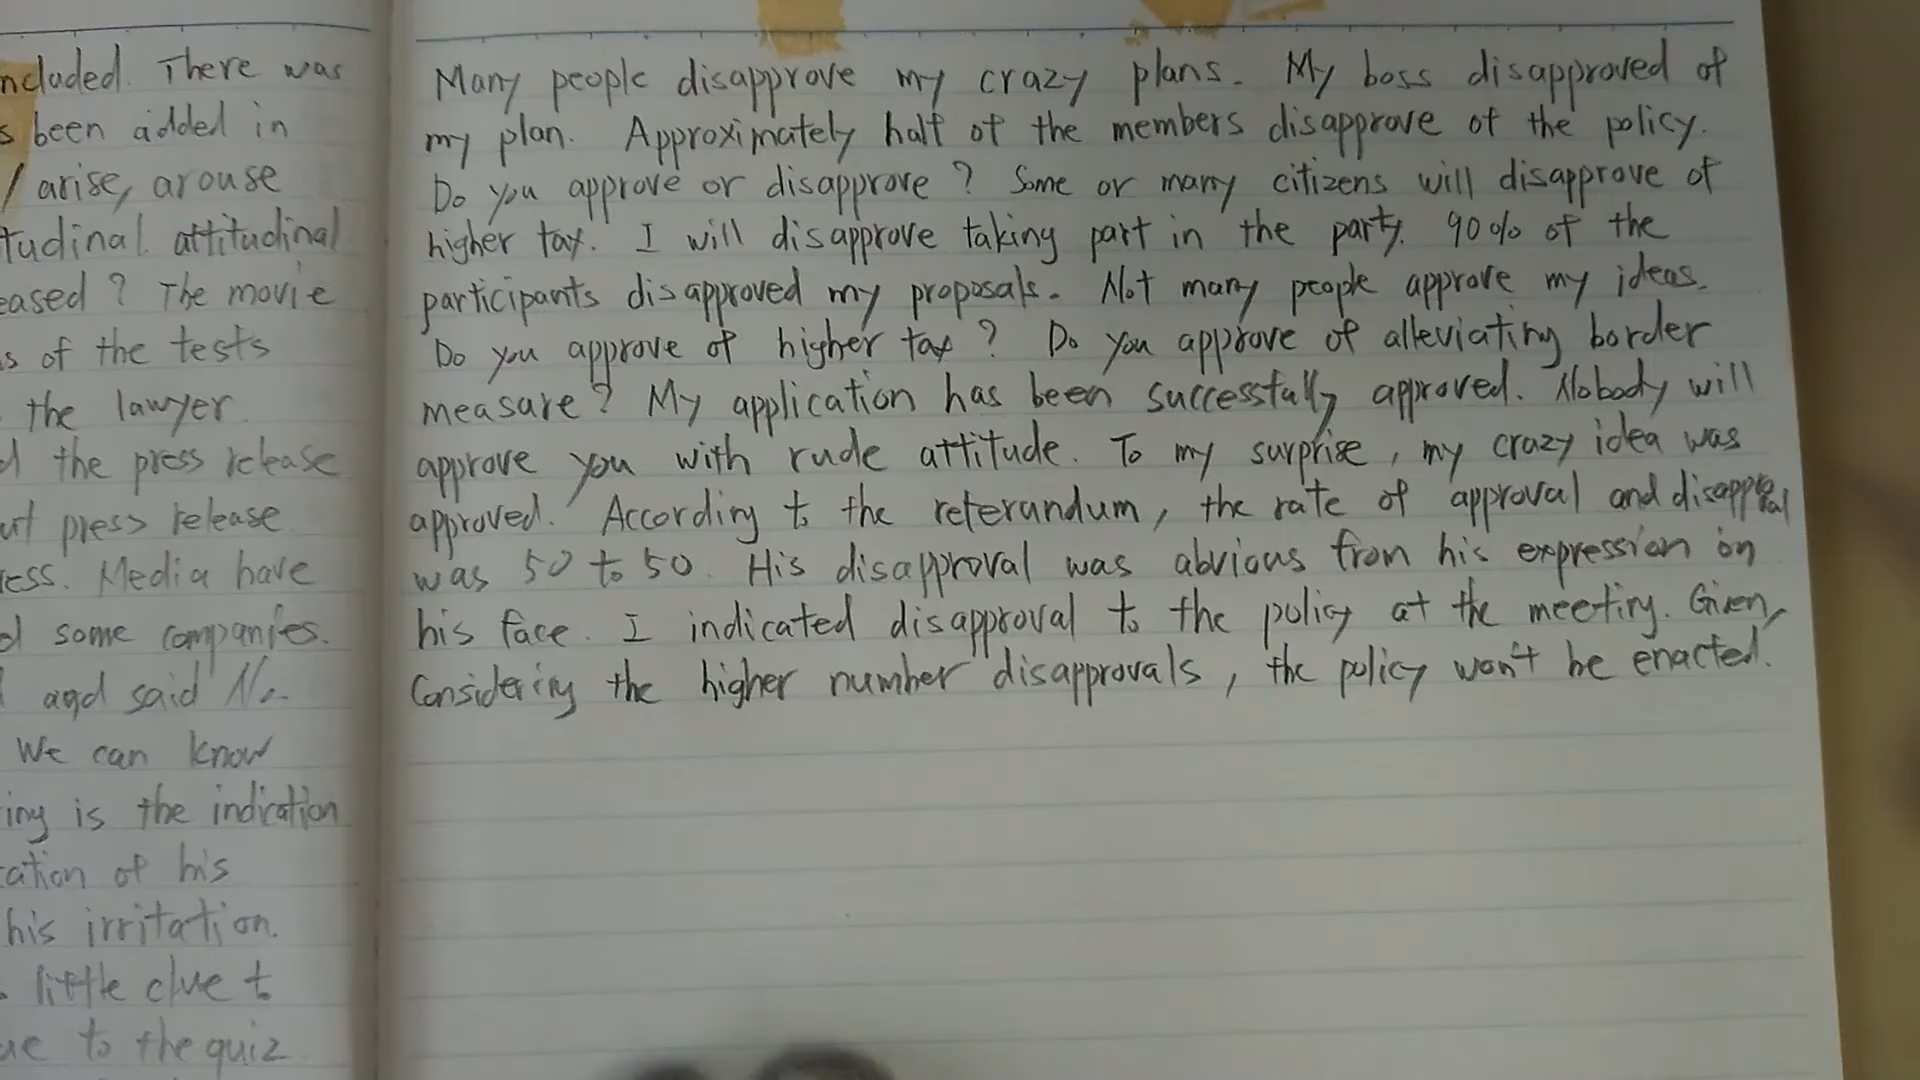 ncluded. There was
s been added in
/ arise, arouse
tudinal. attitudinal
eased? The movie
s of the tests
the lawyer.
d the press release
ut press release.
ress. Media have
d some companies.
and said No
We can know
ing is the indication
cation of his
his irritation.
little clue to
ue to the quiz
Many people disapprove my crazy plans. My boss disapproved of
my plan. Approximately half of the members disapprove of the policy.
Do you approve or disapprove? Some or many citizens will disapprove of
higher tax. I will disapprove taking part in the party. 90% of the
participants disapproved my proposals. Not many people approve my ideas.
Do you approve of higher tax? Do you approve of alleviating border
measure? My application has been successfully approved. Nobody will
approve you with rude attitude. To my surprise, my crazy idea was
approved. According to the referundum, the rate of approval and
was 50 to 50. His disapproval was abvious from his expression on
his face. I indicated disapproval to the policy at the meeting. Given,
Considering the higher number disapprovals, the policy won't be enacted.